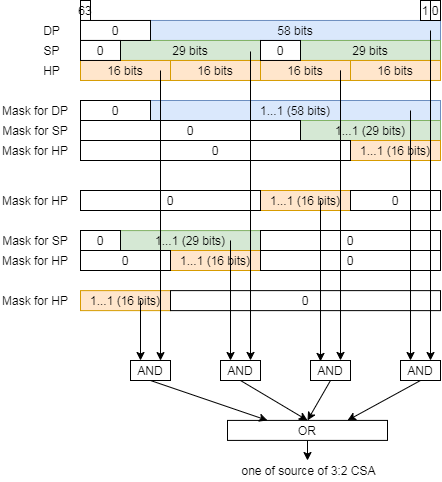 63 1 0
DP 0 58 bits
SP 0 29 bits 0 29 bits
HP 16 bits 16 bits 16 bits 16 bits
Mask for DP 0 1...1 (58 bits)
Mask for SP 0 1...1 (29 bits)
Mask for HP 0 1...1 (16 bits)
Mask for HP 0 1...1 (16 bits) 0
Mask for SP 0 1...1 (29 bits) 0
Mask for HP 0 1...1 (16 bits) 0
Mask for HP 1...1 (16 bits) 0
AND AND AND AND
OR
one of source of 3:2 CSA